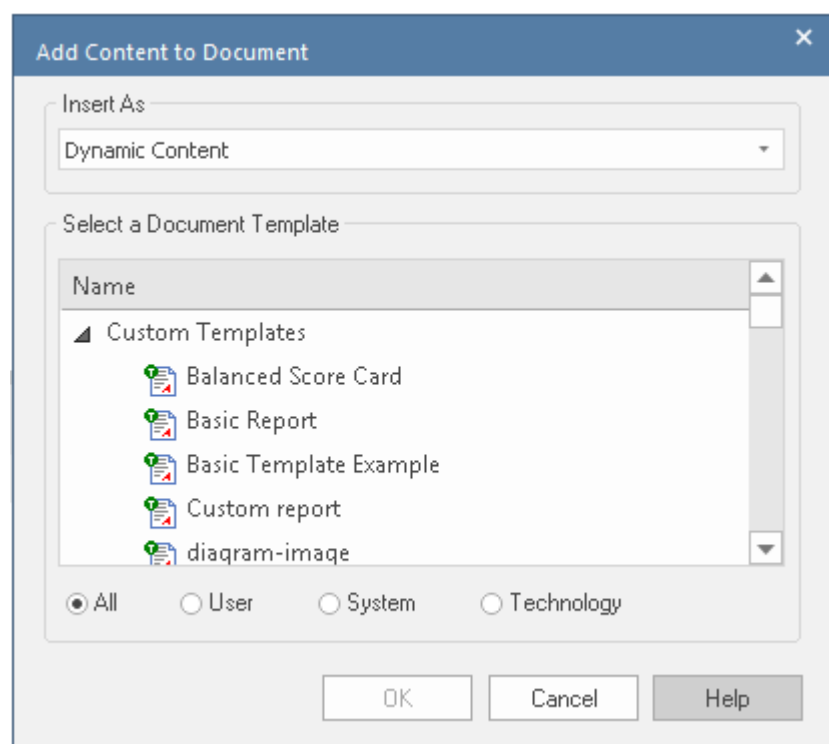 Add Content to Document
Insert As
Dynamic Content
Select a Document Template
Name
Custom Templates
Balanced Score Card
Basic Report
Basic Template Example
Custom report
diagram-image
All User System Technology
OK Cancel Help